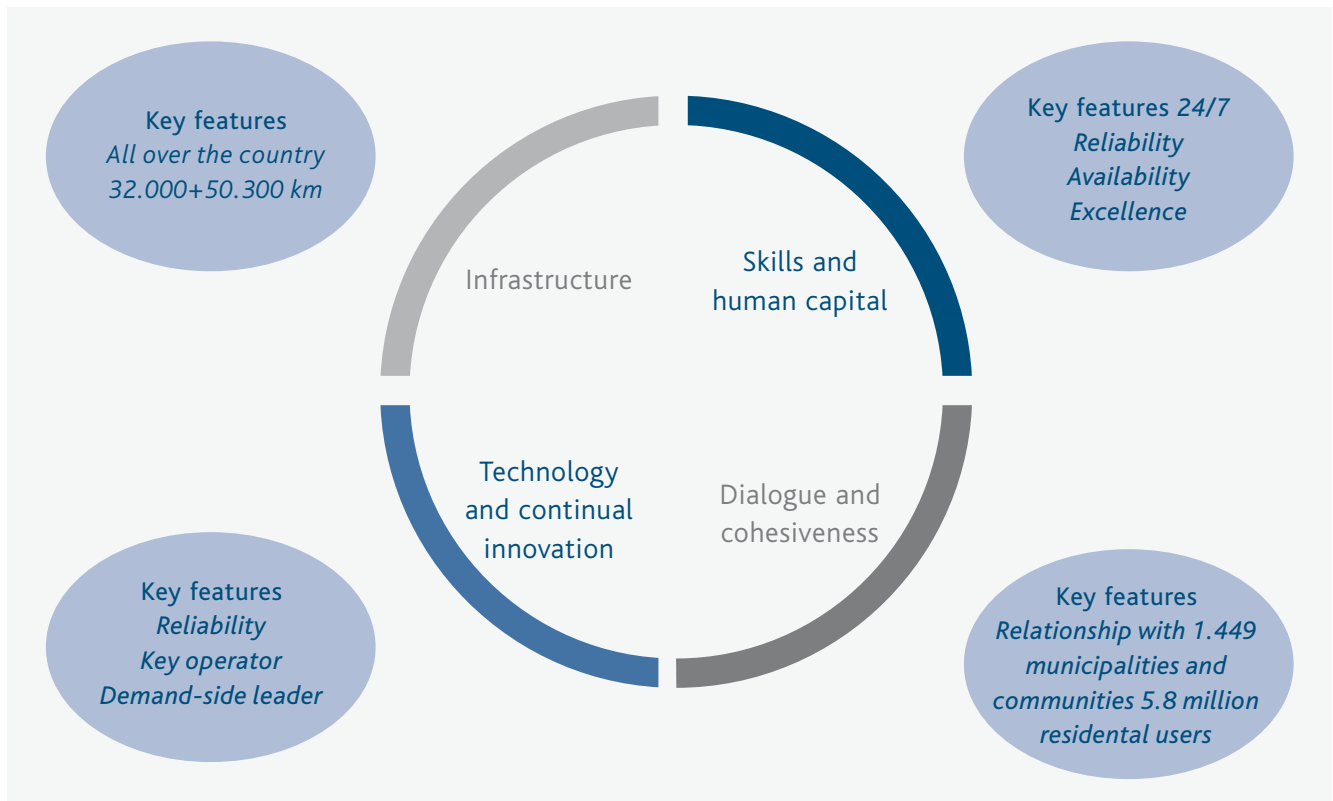 Key features
All over the country
32.000+50.300 km
Key features 24/7
Reliability
Availability
Excellence
Infrastructure
Skills and
human capital
Technology
and continual
innovation
Dialogue and
cohesiveness
Key features
Reliability
Key operator
Demand-side leader
Key features
Relationship with 1.449
municipalities and
communities 5.8 million
residental users